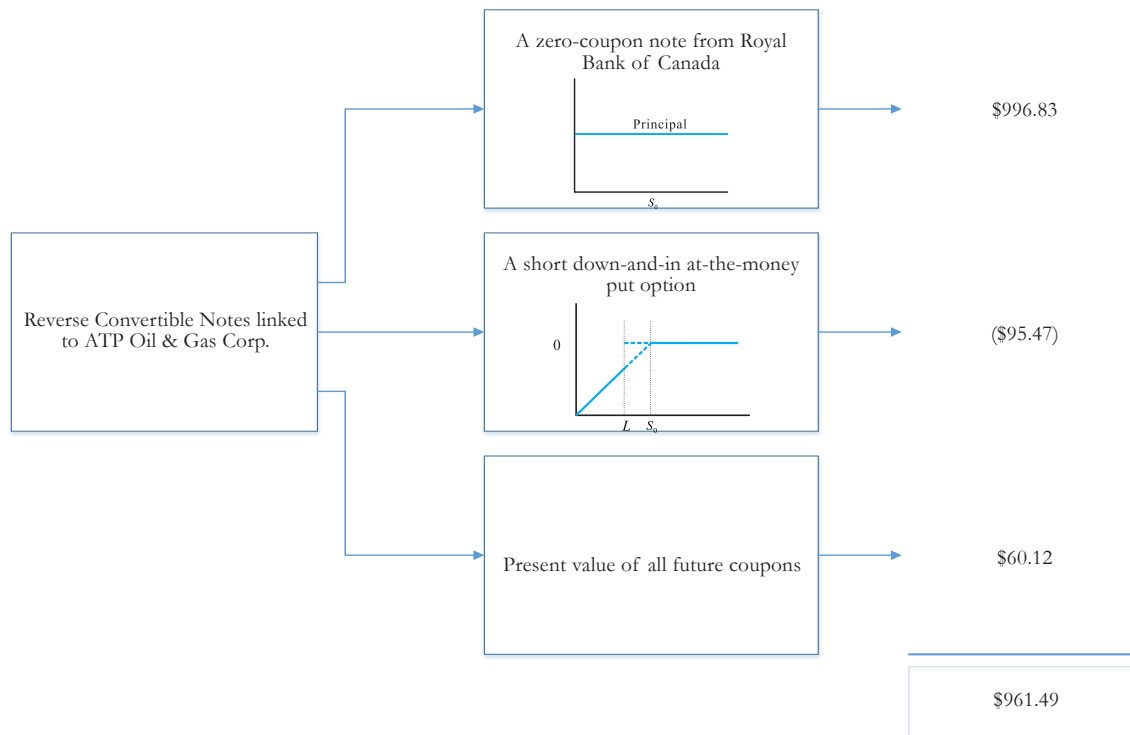 A zero-coupon note from Royal
Bank of Canada
Principal
S₀
$996.83
Reverse Convertible Notes linked
to ATP Oil & Gas Corp.
A short down-and-in at-the-money
put option
0
L S₀
($95.47)
Present value of all future coupons
$60.12
$961.49